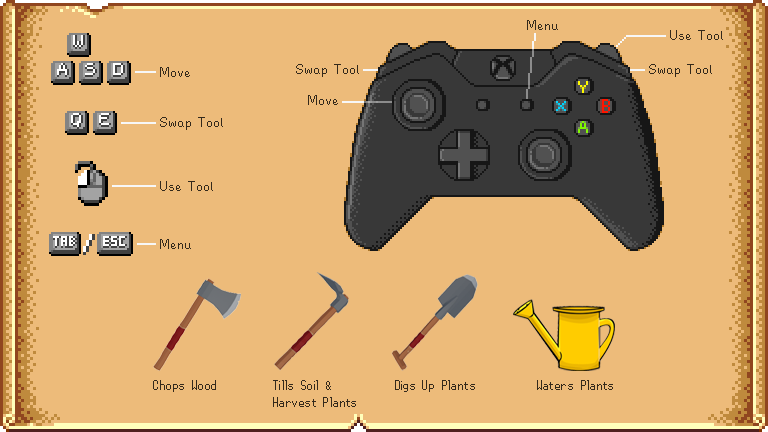 W
A S D
Move
Q E
Swap Tool
Use Tool
TAB / ESC
Menu
Menu
Use Tool
Swap Tool
Swap Tool
Move
Y
X
B
A
Chops Wood
Tills Soil &
Harvest Plants
Digs Up Plants
Waters Plants